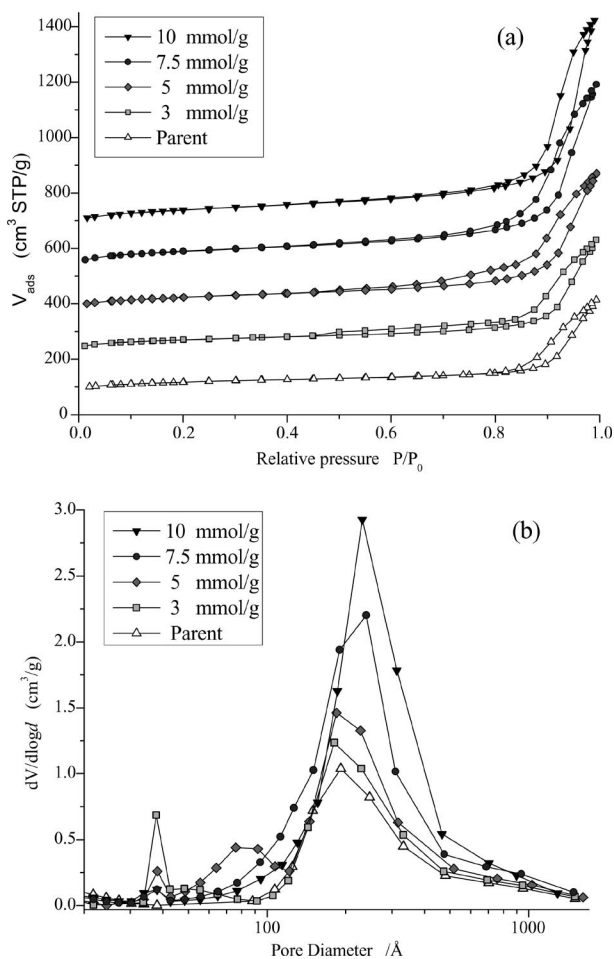 (a)
10 mmol/g
7.5 mmol/g
5 mmol/g
3 mmol/g
Parent
1400
1200
1000
800
600
400
200
0
V_ads (cm³ STP/g)
0.0 0.2 0.4 0.6 0.8 1.0
Relative pressure P/P₀
(b)
10 mmol/g
7.5 mmol/g
5 mmol/g
3 mmol/g
Parent
3.0
2.5
2.0
1.5
1.0
0.5
0.0
dV/dlogd (cm³/g)
100 1000
Pore Diameter /Å